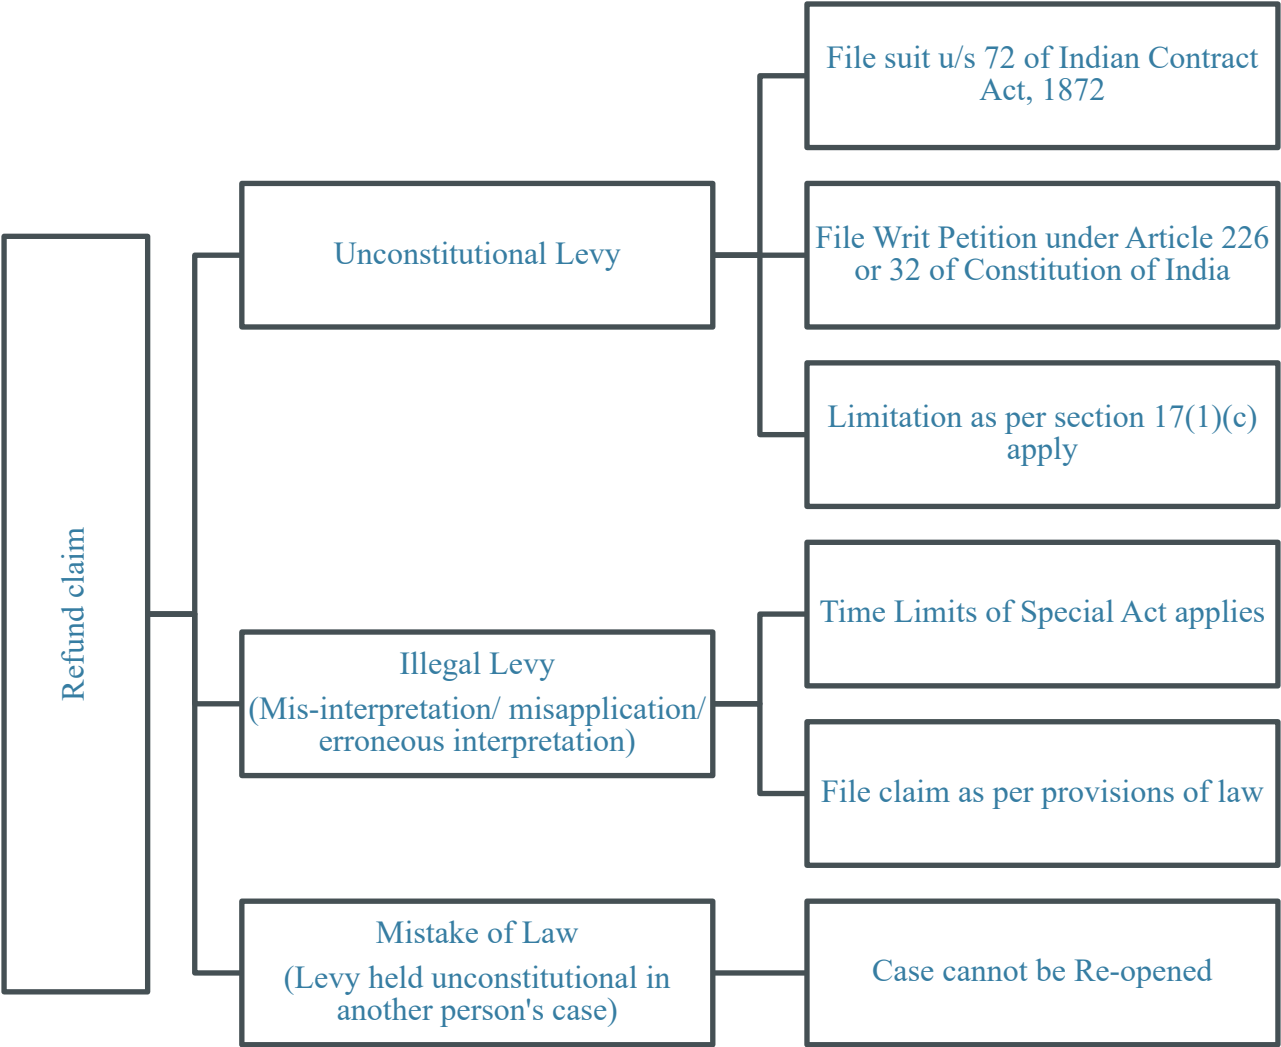 Refund claim
Unconstitutional Levy
File suit u/s 72 of Indian Contract
Act, 1872
File Writ Petition under Article 226
or 32 of Constitution of India
Limitation as per section 17(1)(c)
apply
Illegal Levy
(Mis-interpretation/ misapplication/
erroneous interpretation)
Time Limits of Special Act applies
File claim as per provisions of law
Mistake of Law
(Levy held unconstitutional in
another person's case)
Case cannot be Re-opened